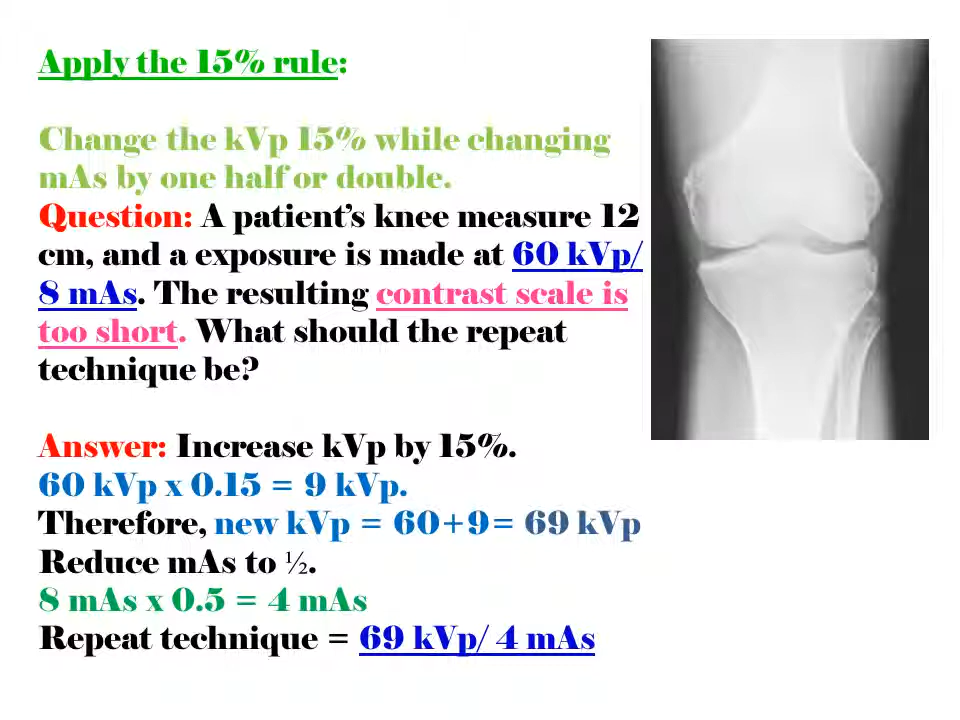 Apply the 15% rule:
Change the kVp 15% while changing
mAs by one half or double.
Question: A patient’s knee measure 12
cm, and a exposure is made at 60 kVp/
8 mAs. The resulting contrast scale is
too short. What should the repeat
technique be?
Answer: Increase kVp by 15%.
60 kVp x 0.15 = 9 kVp.
Therefore, new kVp = 60+9= 69 kVp
Reduce mAs to ½.
8 mAs x 0.5 = 4 mAs
Repeat technique = 69 kVp/ 4 mAs